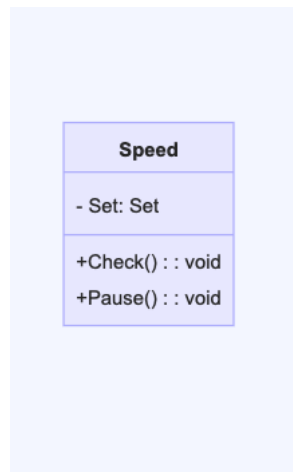 Speed
- Set: Set
+Check() : : void
+Pause() : : void